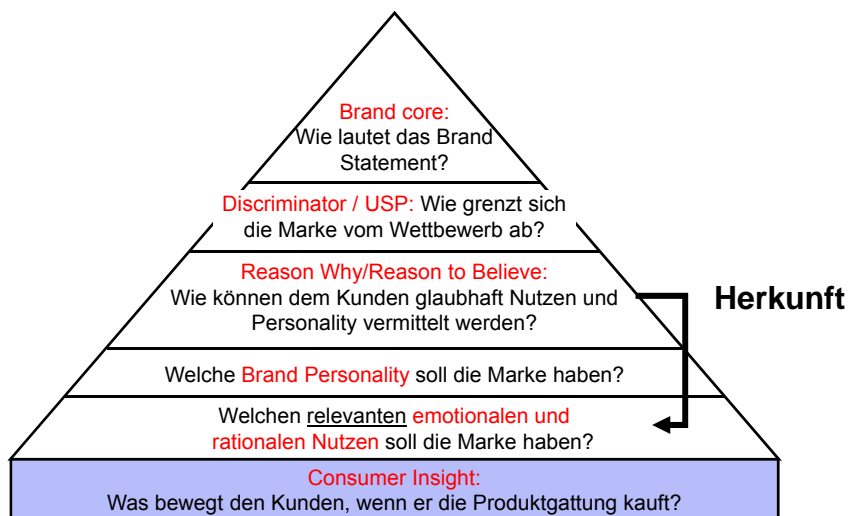 Brand core:
Wie lautet das Brand
Statement?
Discriminator / USP: Wie grenzt sich
die Marke vom Wettbewerb ab?
Reason Why/Reason to Believe:
Wie können dem Kunden glaubhaft Nutzen und
Personality vermittelt werden?
Herkunft
Welche Brand Personality soll die Marke haben?
Welchen relevanten emotionalen und
rationalen Nutzen soll die Marke haben?
Consumer Insight:
Was bewegt den Kunden, wenn er die Produktgattung kauft?